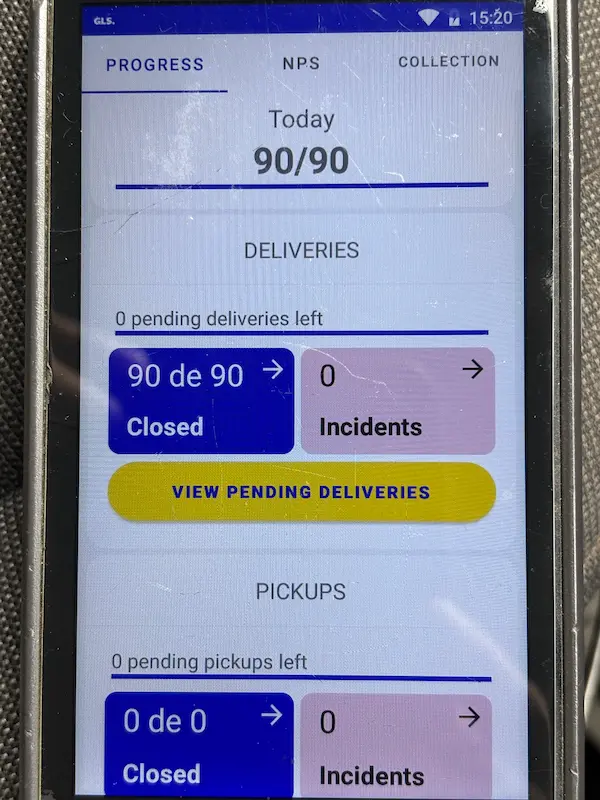 GLS.
15:20
PROGRESS NPS COLLECTION
Today
90/90
DELIVERIES
0 pending deliveries left
90 de 90
Closed
0
Incidents
VIEW PENDING DELIVERIES
PICKUPS
0 pending pickups left
0 de 0
Closed
0
Incidents